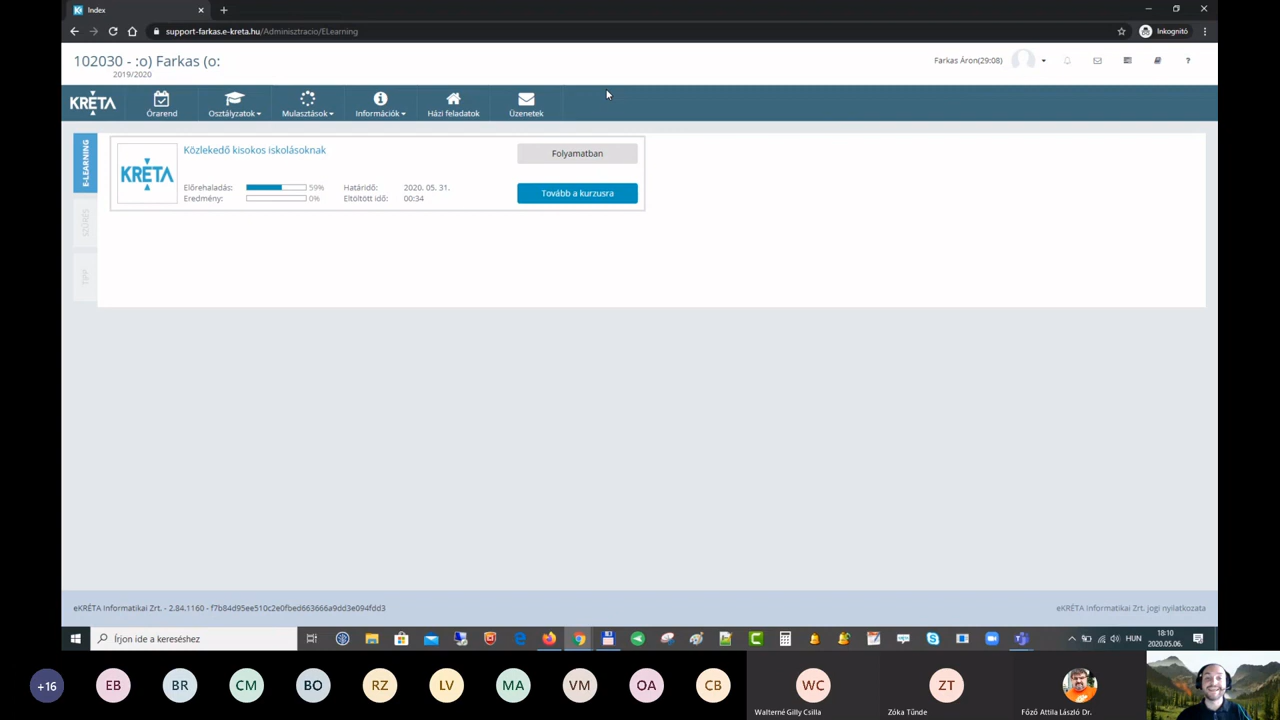 Index
support-farkas.e-kreta.hu/Adminisztracio/ELearning
Inkognitó
102030 - :o) Farkas (o:
2019/2020
Farkas Áron(29:08)
KRÉTA
Órarend
Osztályzatok
Mulasztások
Információk
Házi feladatok
Üzenetek
E-LEARNING
SZŰRÉS
TIPP
KRÉTA
Közlekedő kisokos iskolásoknak
Folyamatban
Előrehaladás: 59% Határidő: 2020. 05. 31.
Eredmény: 0% Eltöltött idő: 00:34
Tovább a kurzusra
eKRÉTA Informatikai Zrt. - 2.84.1160 - f7b84d95ee510c2e0fbed663666a9dd3e094fdd3
eKRÉTA Informatikai Zrt. jogi nyilatkozata
Írjon ide a kereséshez
HUN
18:10
2020.05.06.
+16
EB
BR
CM
BO
RZ
LV
MA
VM
OA
CB
WC
ZT
Walterné Gilly Csilla
Zóka Tünde
Főző Attila László Dr.